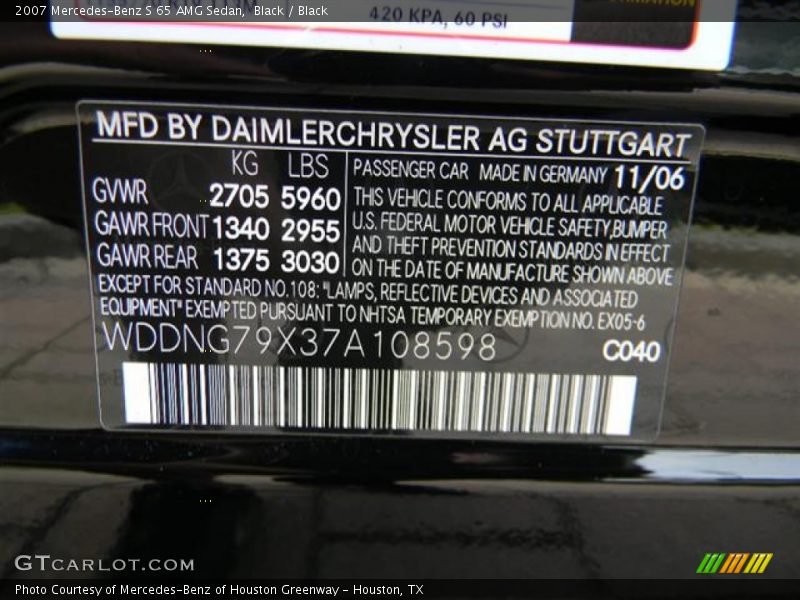 2007 Mercedes-Benz S 65 AMG Sedan, Black / Black
420 KPA, 60 PSI
MFD BY DAIMLERCHRYSLER AG STUTTGART
KG LBS
GVWR 2705 5960
GAWR FRONT 1340 2955
GAWR REAR 1375 3030
PASSENGER CAR MADE IN GERMANY 11/06
THIS VEHICLE CONFORMS TO ALL APPLICABLE
U.S. FEDERAL MOTOR VEHICLE SAFETY,BUMPER
AND THEFT PREVENTION STANDARDS IN EFFECT
ON THE DATE OF MANUFACTURE SHOWN ABOVE
EXCEPT FOR STANDARD NO. 108: "LAMPS, REFLECTIVE DEVICES AND ASSOCIATED
EQUIPMENT" EXEMPTED PURSUANT TO NHTSA TEMPORARY EXEMPTION NO. EX05-6
WDDNG79X37A108598
C040
GTCARLOT.COM
Photo Courtesy of Mercedes-Benz of Houston Greenway - Houston, TX